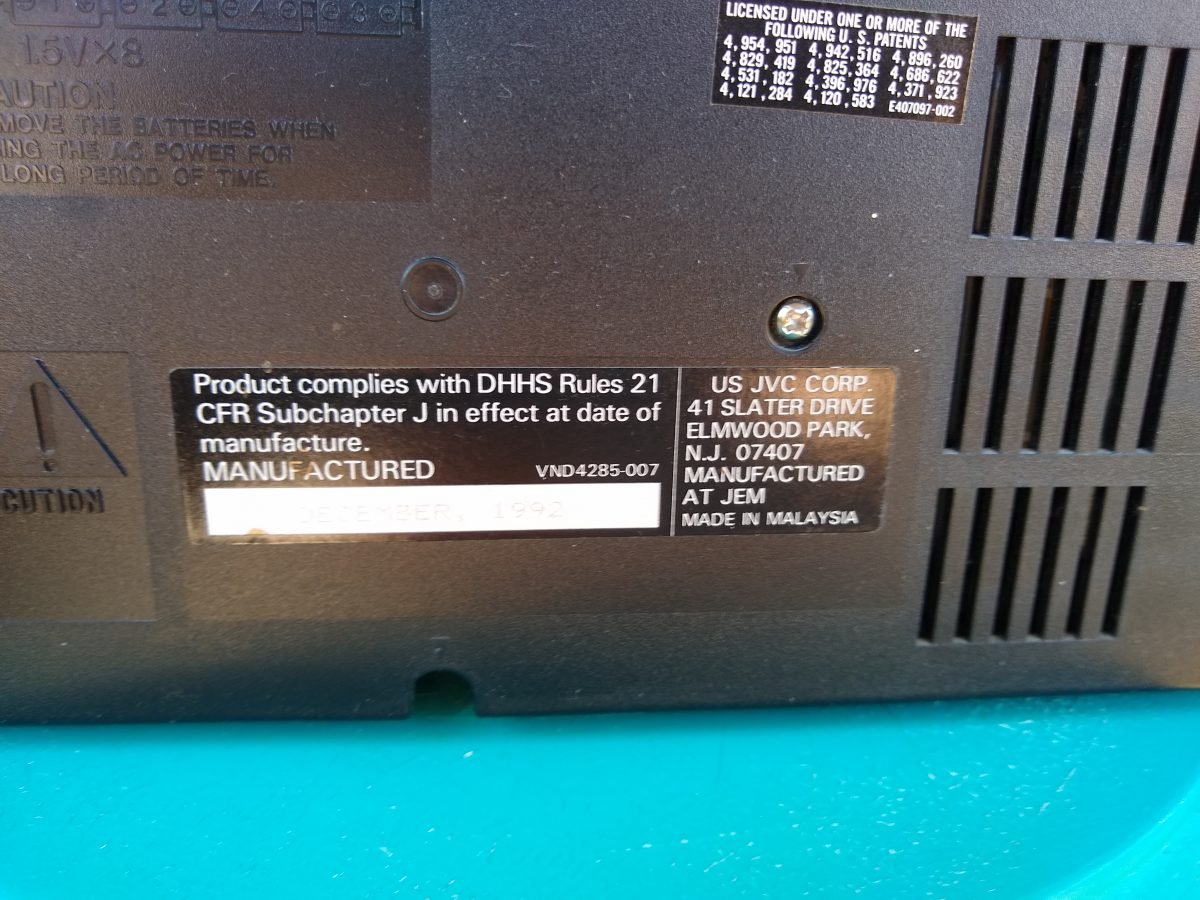 1 2 4 3
1.5V×8
AUTION
MOVE THE BATTERIES WHEN
ING THE AC POWER FOR
LONG PERIOD OF TIME.
LICENSED UNDER ONE OR MORE OF THE
FOLLOWING U. S. PATENTS
4,954,951 4,942,516 4,896,260
4,829,419 4,825,364 4,686,622
4,531,182 4,396,976 4,371,923
4,121,284 4,120,583 E407097-002
!
CUTION
Product complies with DHHS Rules 21
CFR Subchapter J in effect at date of
manufacture.
MANUFACTURED VND4285-007
DECEMBER, 1992
US JVC CORP.
41 SLATER DRIVE
ELMWOOD PARK,
N.J. 07407
MANUFACTURED
AT JEM
MADE IN MALAYSIA